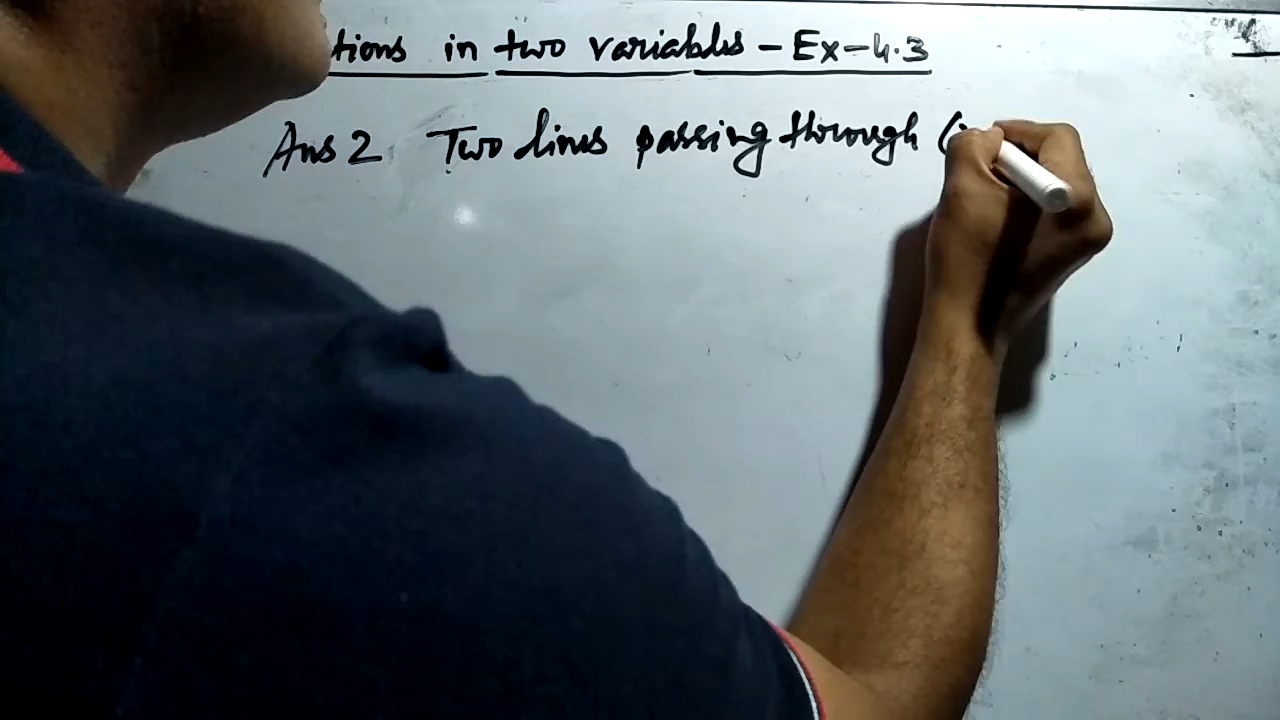 tions in two variables - Ex-4.3
Ans 2 Two lines passing through (